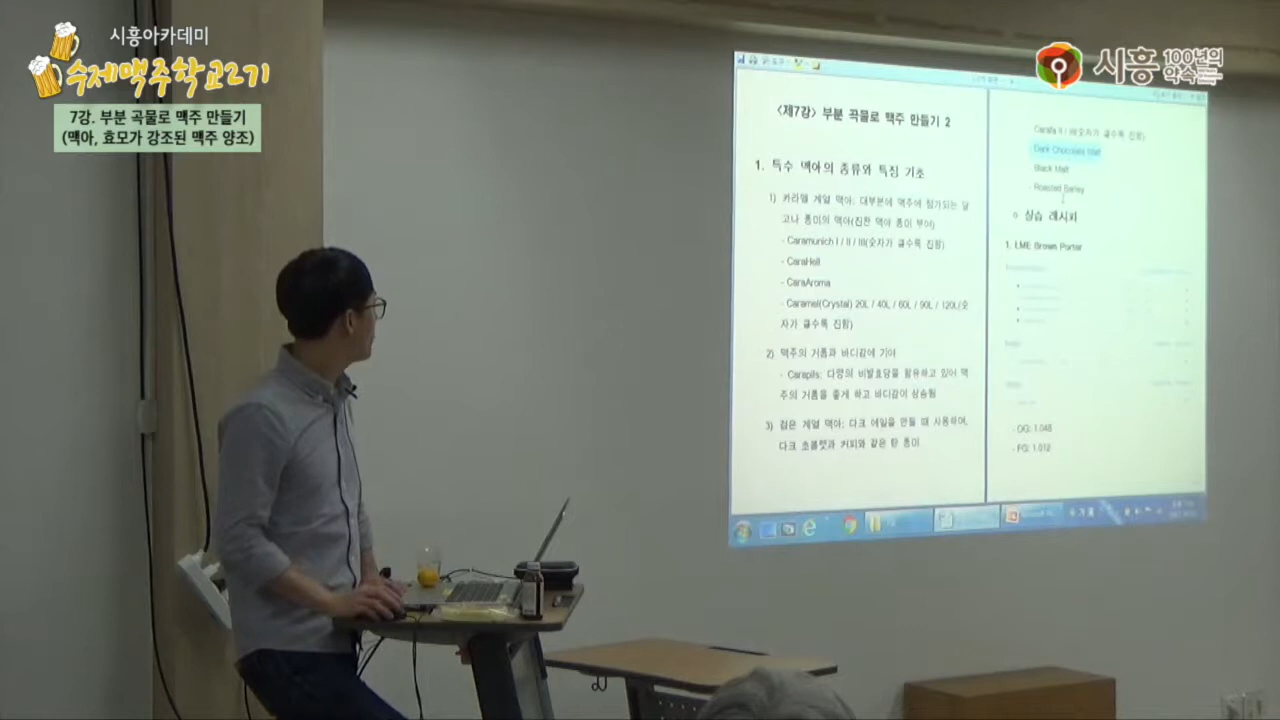 시흥아카데미
수제맥주학교2기
7강. 부분 곡물로 맥주 만들기
(맥아, 효모가 강조된 맥주 양조)
시흥 100년의
약속
<제7강> 부분 곡물로 맥주 만들기 2
1. 특수 맥아의 종류와 특징 기초
1) 카라멜 계열 맥아: 대부분에 맥주에 첨가되는 달
고나 풍미의 맥아(진한 맥아 풍미 부여)
- Caramunich I / II / III(숫자가 클수록 진함)
- CaraHell
- CaraAroma
- Caramel(Crystal) 20L / 40L / 60L / 90L / 120L(숫
자가 클수록 진함)
2) 맥주의 거품과 바디감에 기여
- Carapils: 다량의 비발효당을 함유하고 있어 맥
주의 거품을 좋게 하고 바디감이 상승됨
3) 검은 계열 맥아: 다크 에일을 만들 때 사용하며,
다크 초콜렛과 커피와 같은 탄 풍미
(숫자가 클수록 진함)
Dark Chocolate Malt
Black Malt
Roasted Barley
○ 실습 레시피
1. LME Brown Porter
- OG: 1.048
- FG: 1.012